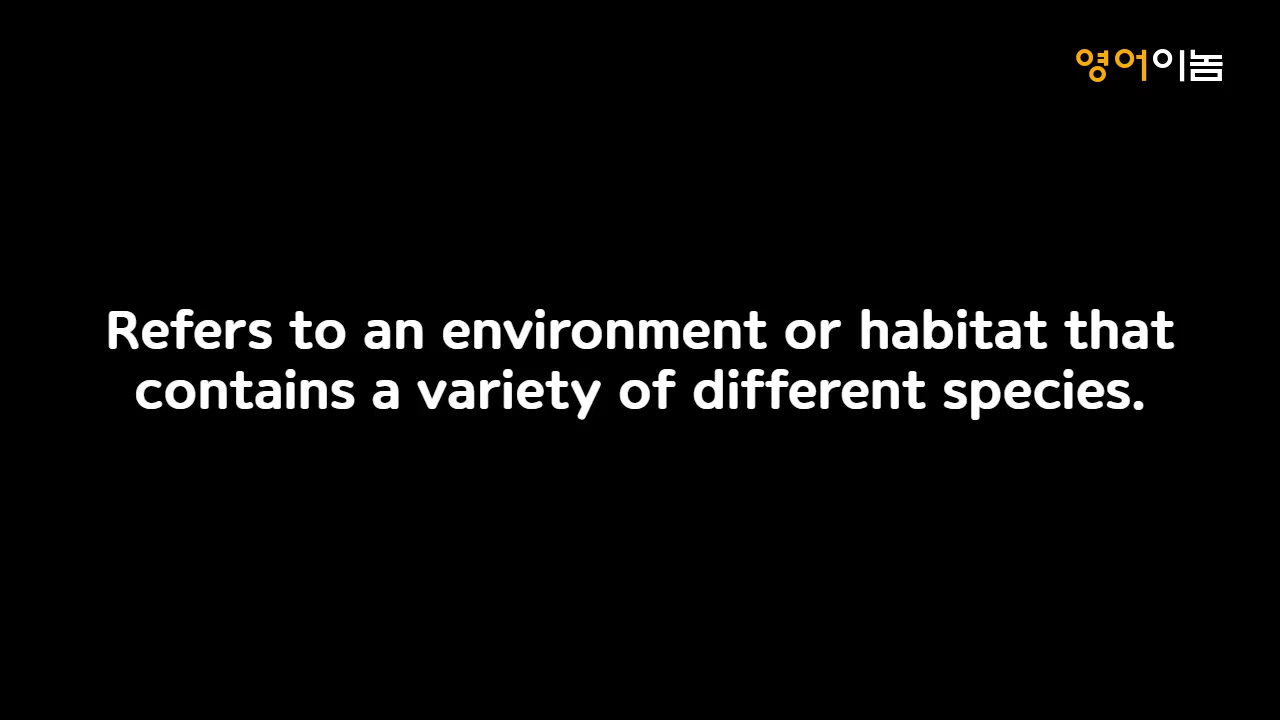 영어이놈
Refers to an environment or habitat that
contains a variety of different species.